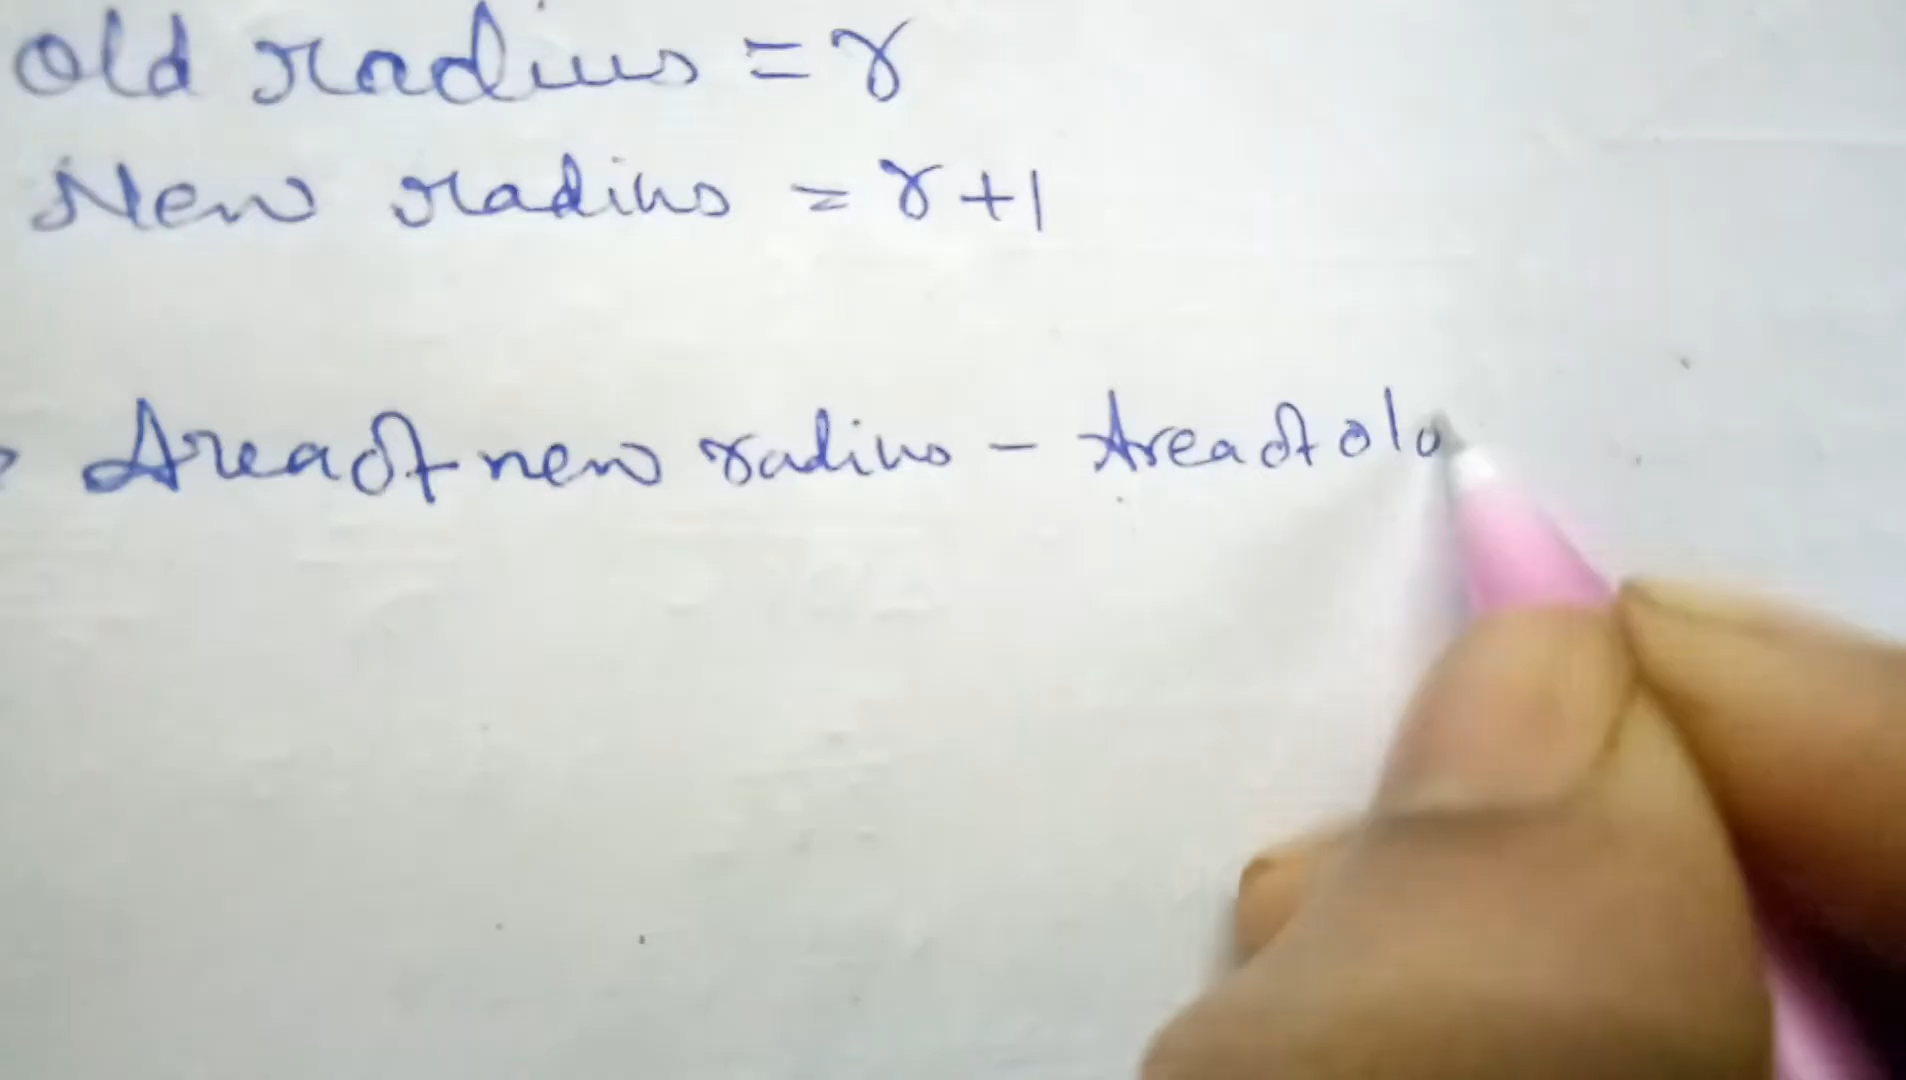 old radius = r
New radius = r+1
Area of new radius - Area of old